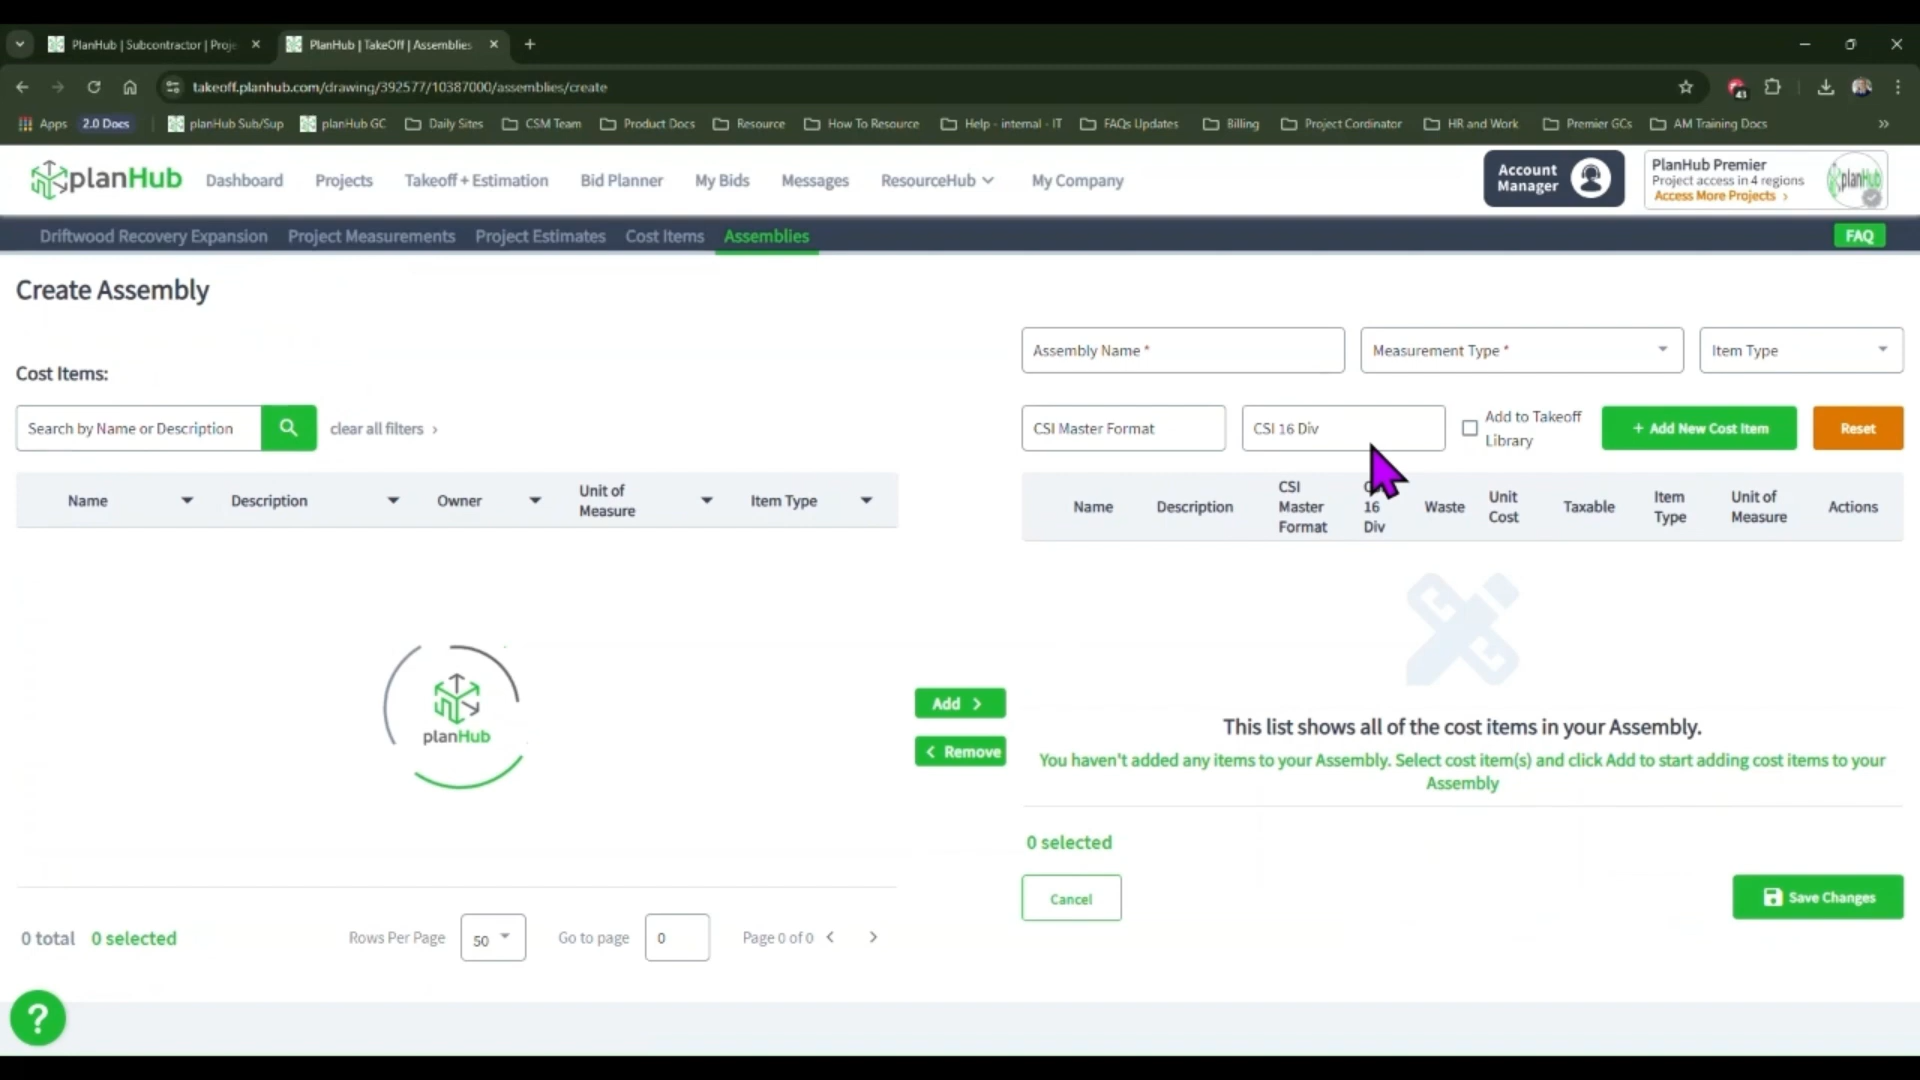 PlanHub | Subcontractor | Proje
PlanHub | TakeOff | Assemblies
takeoff.planhub.com/drawing/392577/10387000/assemblies/create
43
Apps
2.0 Docs
planHub Sub/Sup
planHub GC
Daily Sites
CSM Team
Product Docs
Resource
How To Resource
Help - internal - IT
FAQs Updates
Billing
Project Cordinator
HR and Work
Premier GCs
AM Training Docs
planHub
Dashboard
Projects
Takeoff + Estimation
Bid Planner
My Bids
Messages
ResourceHub
My Company
Account
Manager
PlanHub Premier
Project access in 4 regions
Access More Projects >
planHub
Driftwood Recovery Expansion
Project Measurements
Project Estimates
Cost Items
Assemblies
FAQ
Create Assembly
Assembly Name *
Measurement Type *
Item Type
Cost Items:
Search by Name or Description
clear all filters >
CSI Master Format
CSI 16 Div
Add to Takeoff
Library
+ Add New Cost Item
Reset
Name
Description
Owner
Unit of
Measure
Item Type
Name
Description
CSI
Master
Format
16
Div
Waste
Unit
Cost
Taxable
Item
Type
Unit of
Measure
Actions
planHub
Add >
< Remove
This list shows all of the cost items in your Assembly.
You haven't added any items to your Assembly. Select cost item(s) and click Add to start adding cost items to your
Assembly
0 selected
Cancel
Save Changes
0 total
0 selected
Rows Per Page
50
Go to page
0
Page 0 of 0
?